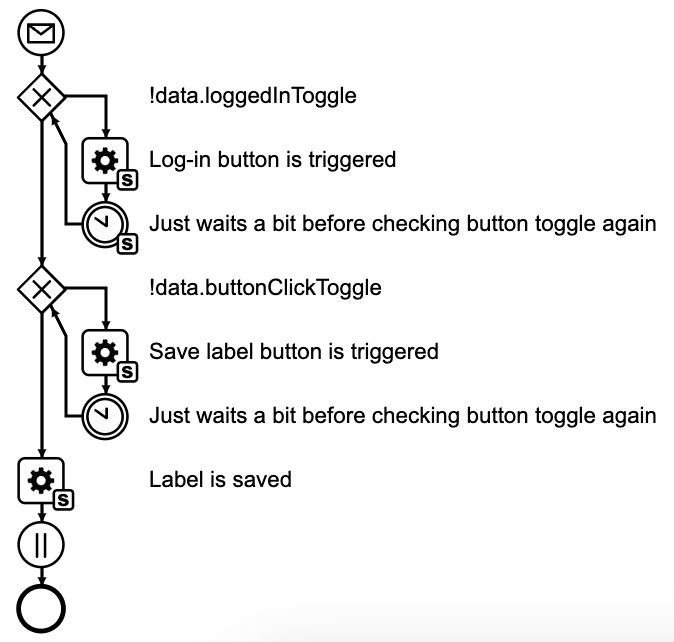 !data.loggedInToggle
Log-in button is triggered
S
Just waits a bit before checking button toggle again
S
!data.buttonClickToggle
Save label button is triggered
S
Just waits a bit before checking button toggle again
Label is saved
S